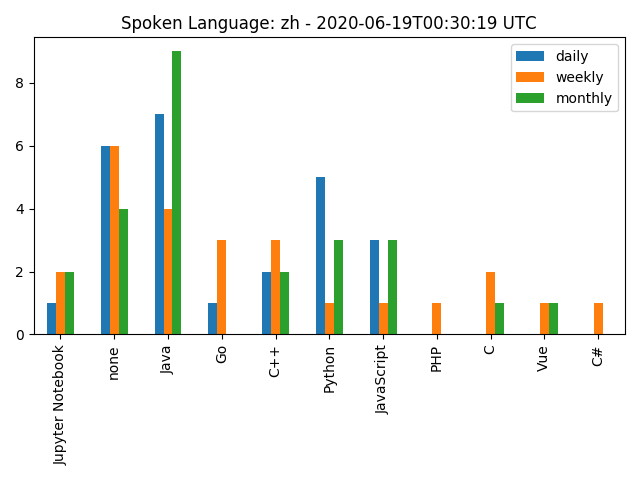 Spoken Language: zh - 2020-06-19T00:30:19 UTC
daily
weekly
monthly
8
6
4
2
0
Jupyter Notebook
none
Java
Go
C++
Python
JavaScript
PHP
C
Vue
C#